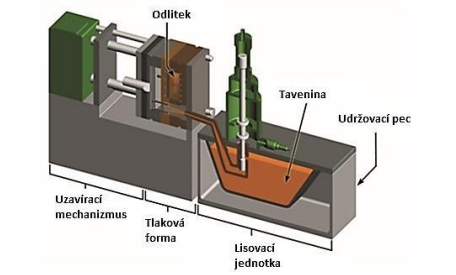 Odlitek
Tavenina
Udržovací pec
Uzavírací
mechanizmus
Tlaková
forma
Lisovací
jednotka